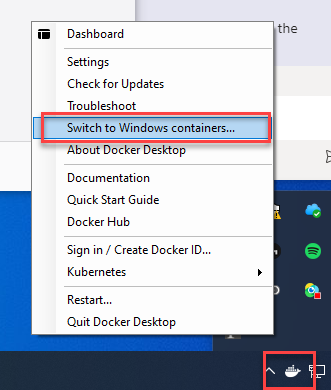 the
Dashboard
Settings
Check for Updates
Troubleshoot
Switch to Windows containers...
About Docker Desktop
Documentation
Quick Start Guide
Docker Hub
Sign in / Create Docker ID...
Kubernetes
Restart...
Quit Docker Desktop